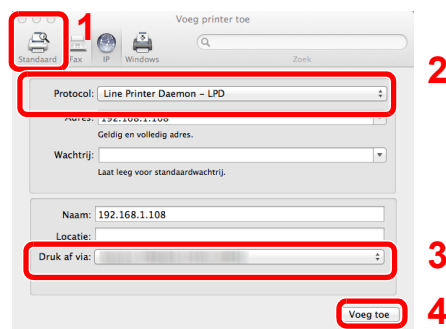 Voeg printer toe
1
Standaard Fax IP Windows Zoek
2
Protocol: Line Printer Daemon – LPD
Adres: 192.168.1.108
Geldig en volledig adres.
Wachtrij:
Laat leeg voor standaardwachtrij.
Naam: 192.168.1.108
Locatie:
Druk af via:
3
Voeg toe
4